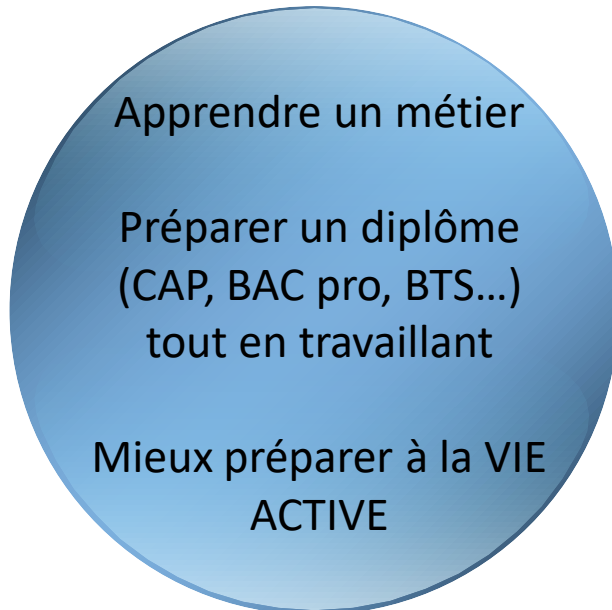 Apprendre un métier
Préparer un diplôme
(CAP, BAC pro, BTS…)
tout en travaillant
Mieux préparer à la VIE
ACTIVE